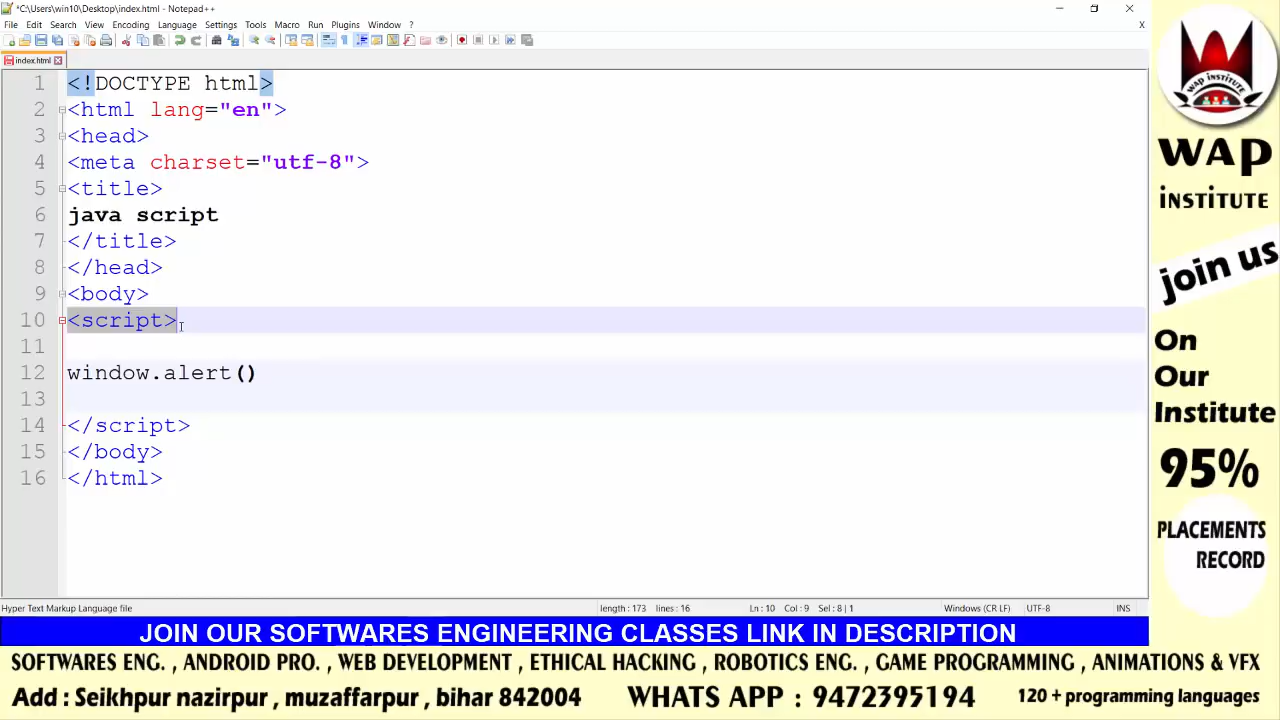 *C:\Users\win10\Desktop\index.html - Notepad++
File Edit Search View Encoding Language Settings Tools Macro Run Plugins Window ? X
index.html
1 <!DOCTYPE html>
2 <html lang="en">
3 <head>
4 <meta charset="utf-8">
5 <title>
6 java script
7 </title>
8 </head>
9 <body>
10 <script>
11
12 window.alert()
13
14 </script>
15 </body>
16 </html>
Hyper Text Markup Language file length : 173 lines : 16 Ln : 10 Col : 9 Sel : 8 | 1 Windows (CR LF) UTF-8 INS
WAP INSTITUTE
WAP
INSTITUTE
join us
On
Our
Institute
95%
PLACEMENTS
RECORD
JOIN OUR SOFTWARES ENGINEERING CLASSES LINK IN DESCRIPTION
SOFTWARES ENG. , ANDROID PRO. , WEB DEVELOPMENT , ETHICAL HACKING , ROBOTICS ENG. , GAME PROGRAMMING , ANIMATIONS & VFX
Add : Seikhpur nazirpur , muzaffarpur , bihar 842004 WHATS APP : 9472395194 120 + programming languages